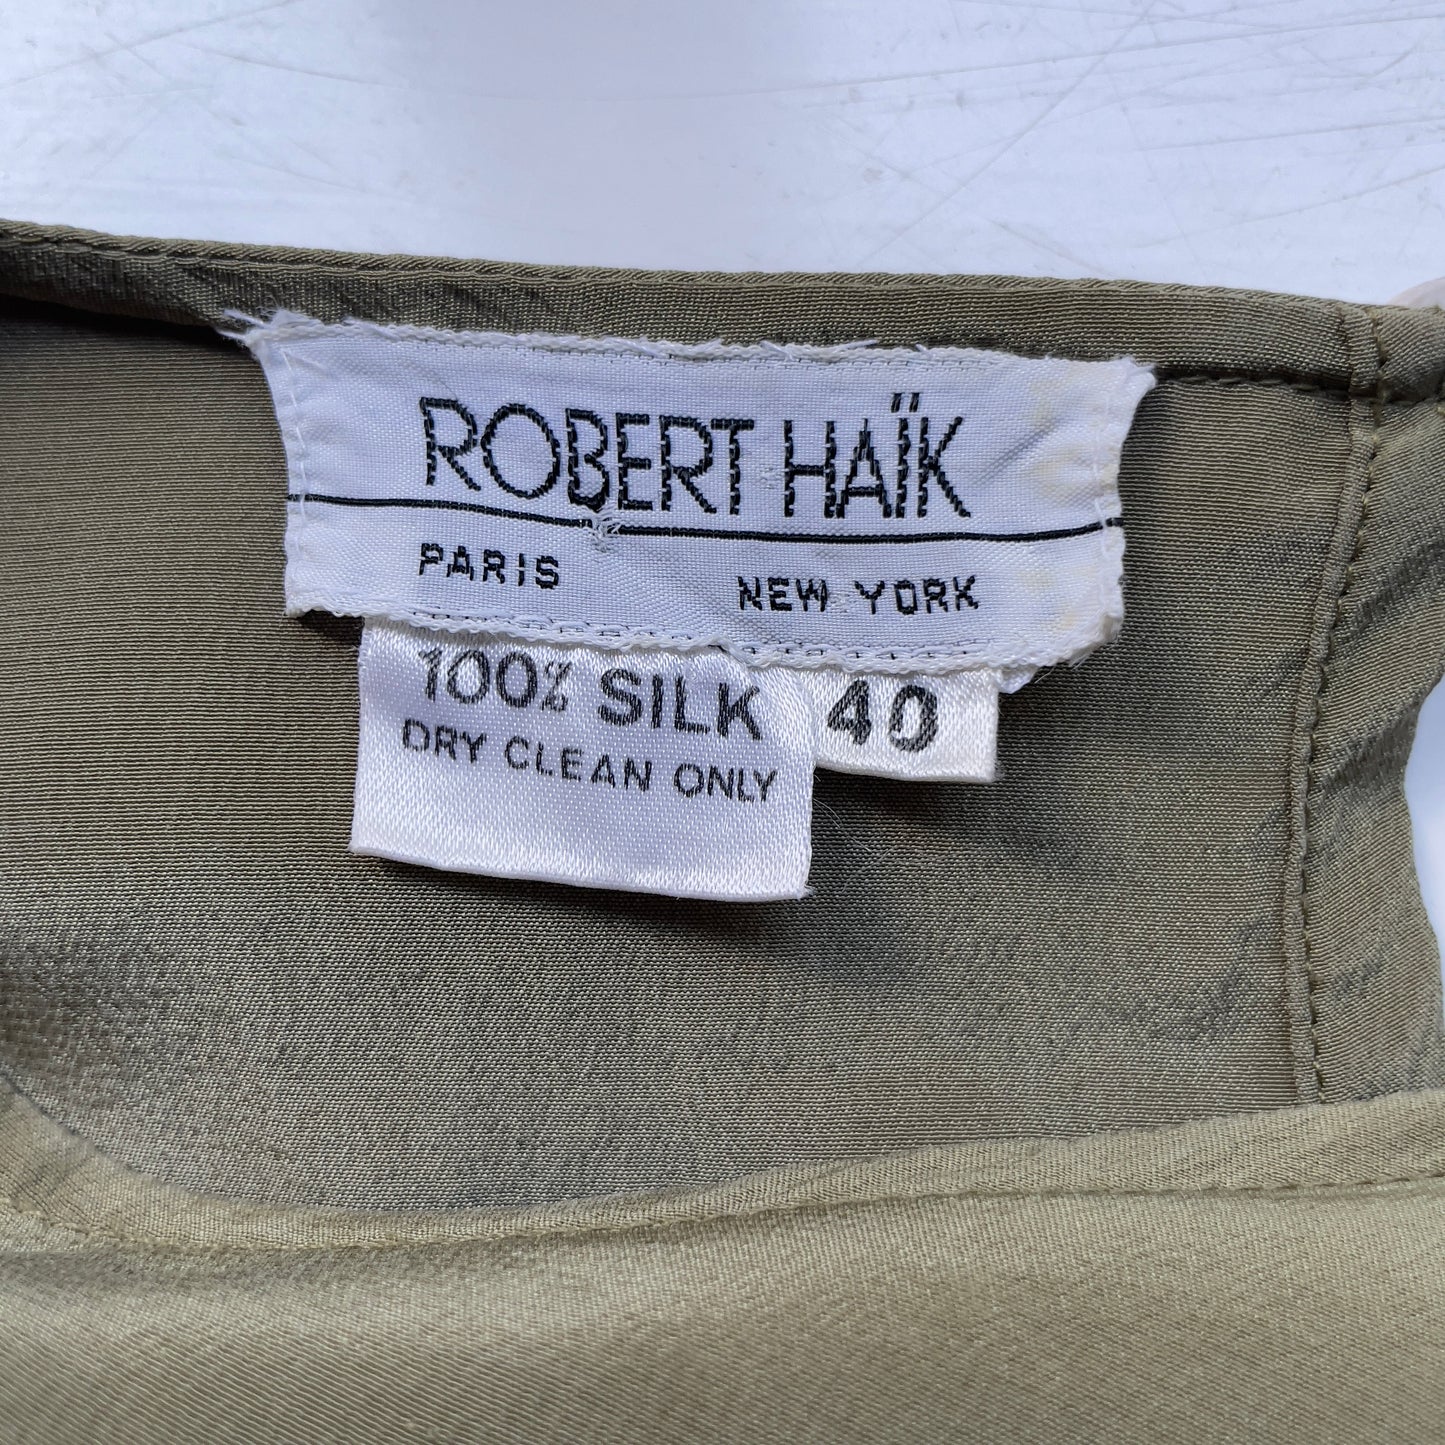 ROBERT HAÏK
PARIS NEW YORK
100% SILK 40
DRY CLEAN ONLY